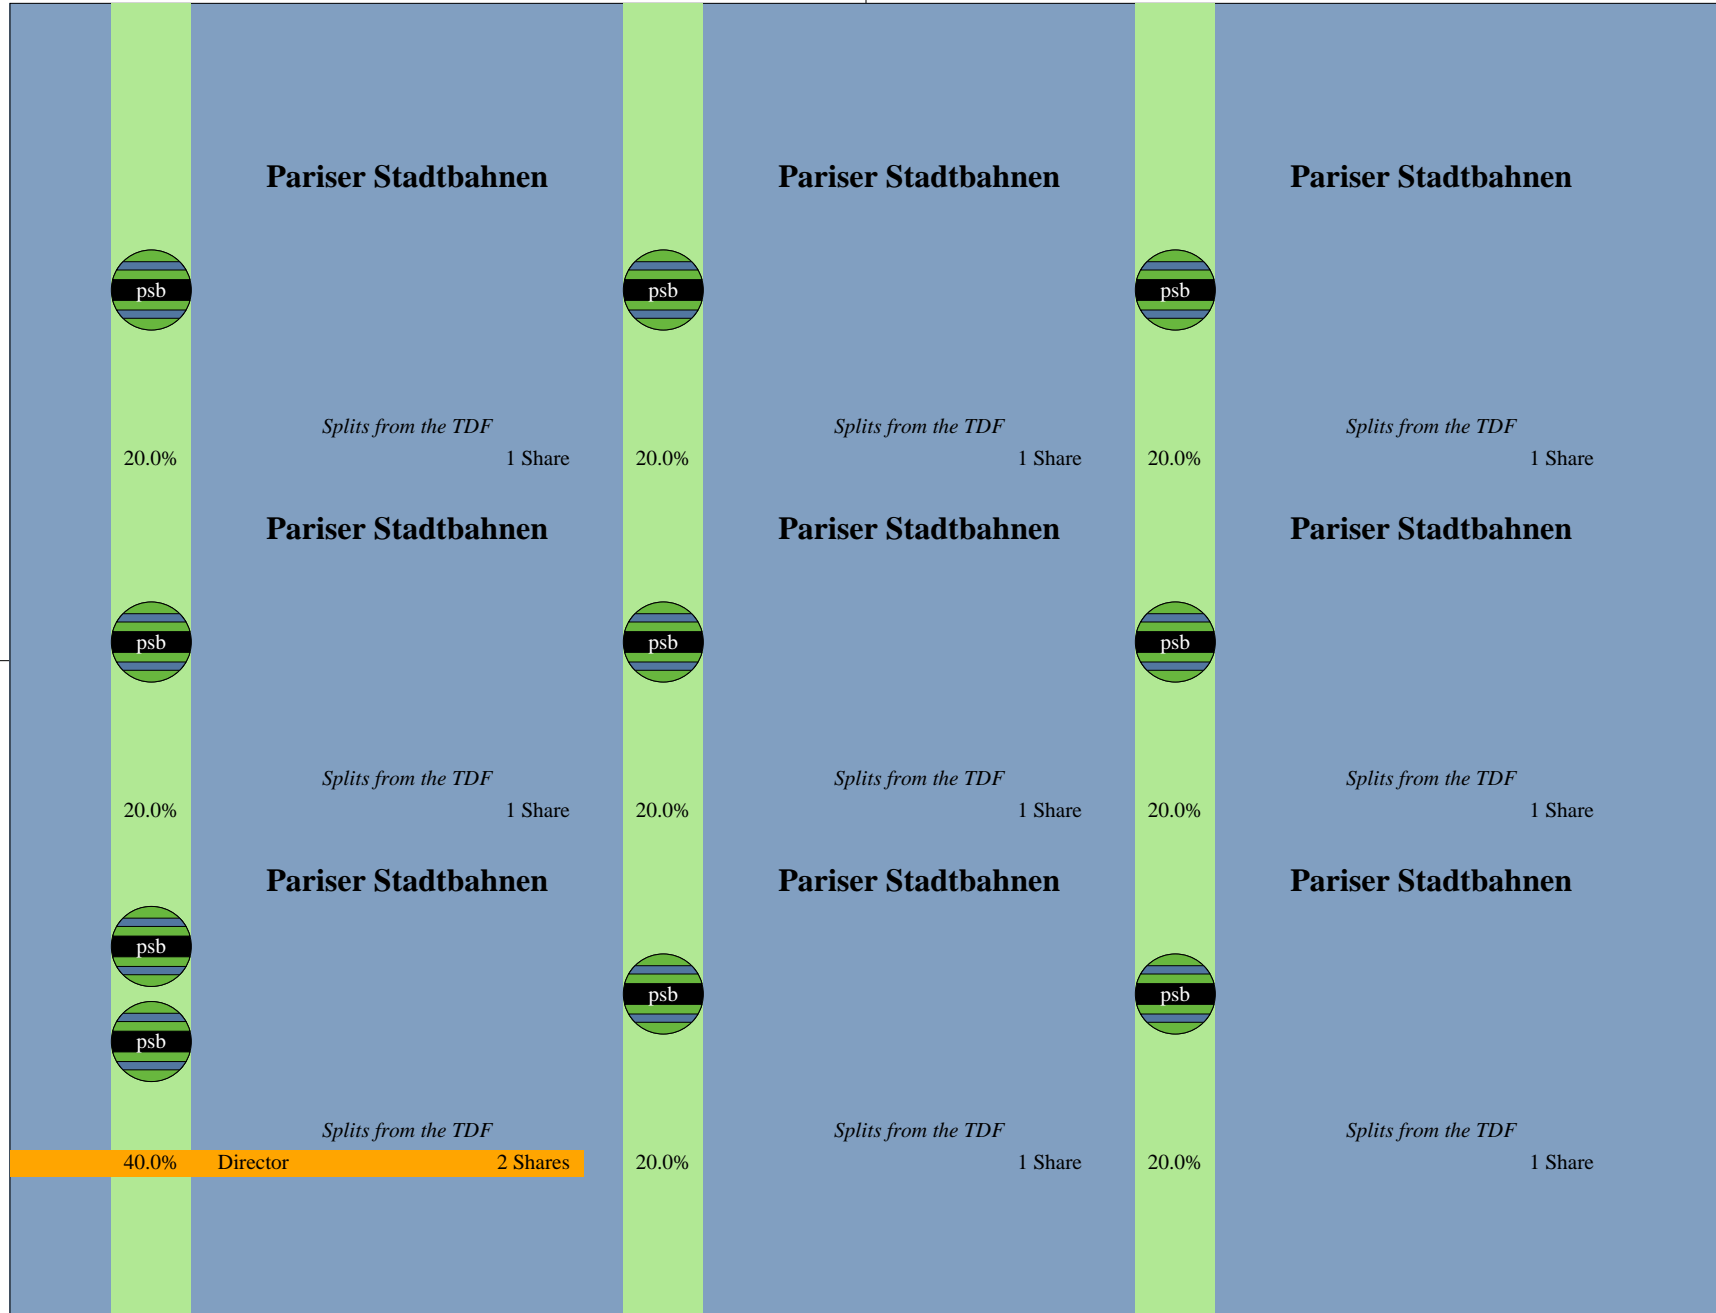 Pariser Stadtbahnen Pariser Stadtbahnen Pariser Stadtbahnen
psb psb psb
Splits from the TDF Splits from the TDF Splits from the TDF
20.0% 1 Share 20.0% 1 Share 20.0% 1 Share
Pariser Stadtbahnen Pariser Stadtbahnen Pariser Stadtbahnen
psb psb psb
Splits from the TDF Splits from the TDF Splits from the TDF
20.0% 1 Share 20.0% 1 Share 20.0% 1 Share
Pariser Stadtbahnen Pariser Stadtbahnen Pariser Stadtbahnen
psb
psb psb
psb
Splits from the TDF Splits from the TDF Splits from the TDF
40.0% Director 2 Shares 20.0% 1 Share 20.0% 1 Share